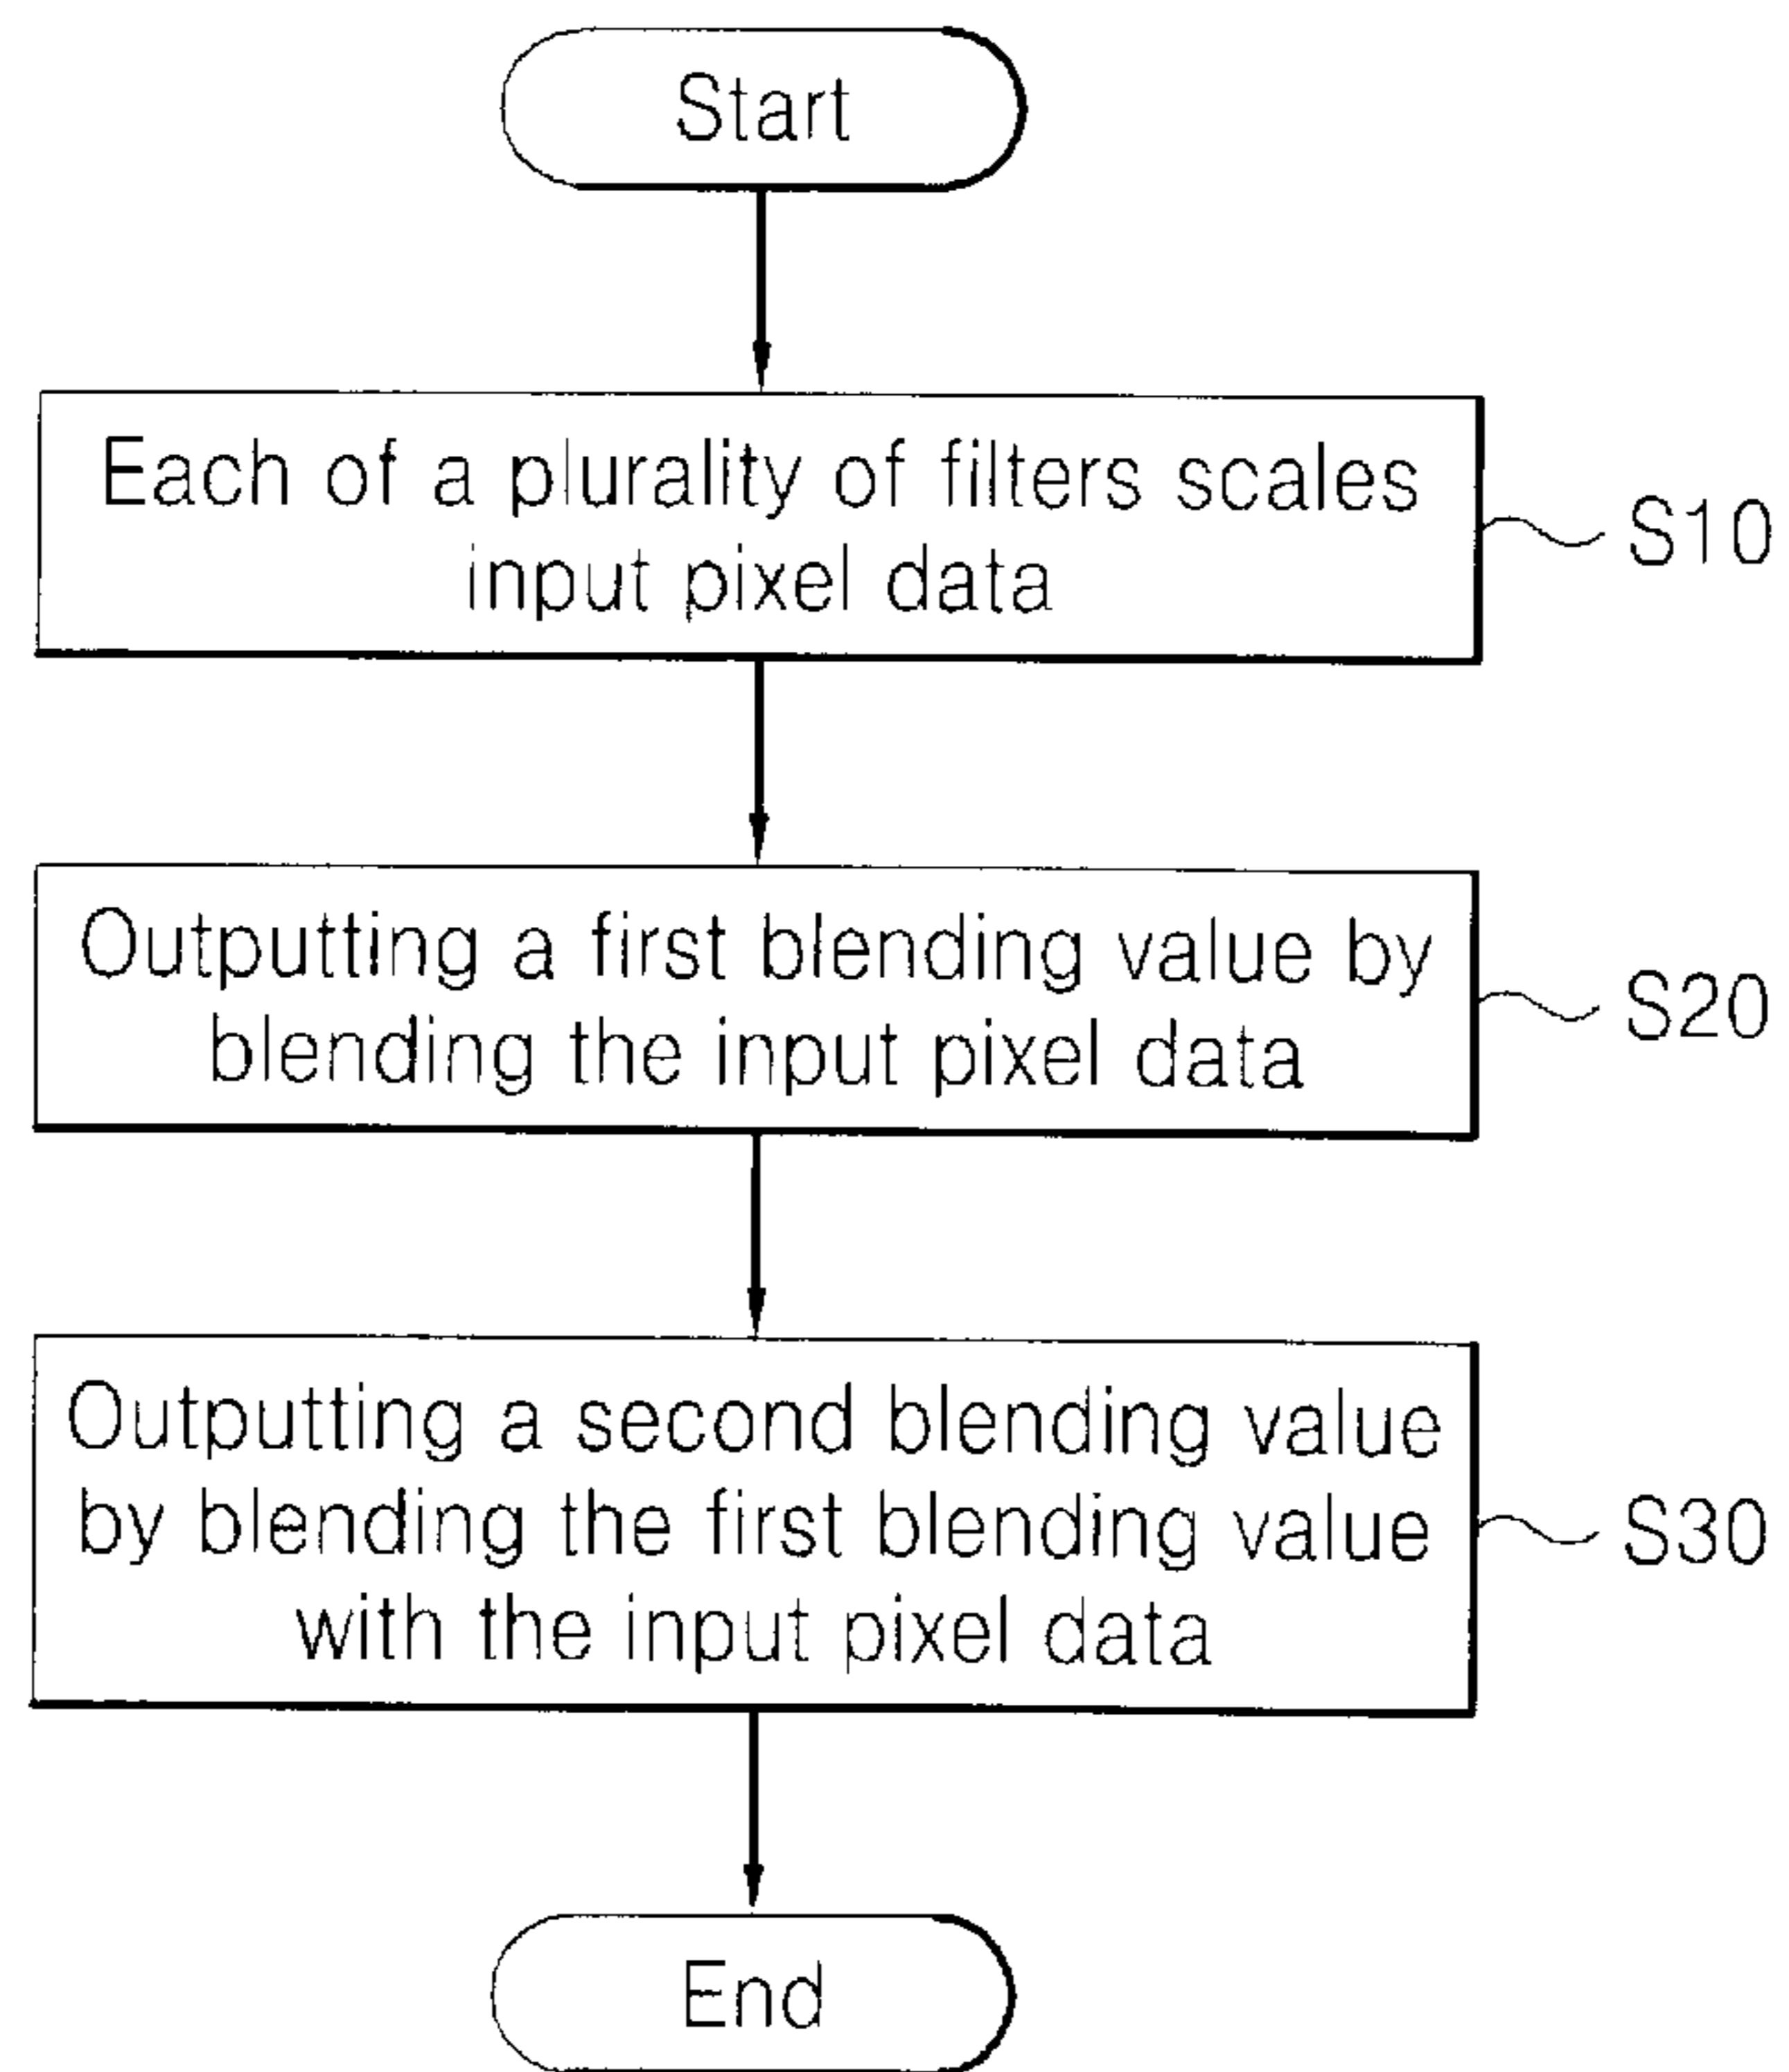 Start
Each of a plurality of filters scales
input pixel data
S10
Outputting a first blending value by
blending the input pixel data
S20
Outputting a second blending value
by blending the first blending value
with the input pixel data
S30
End